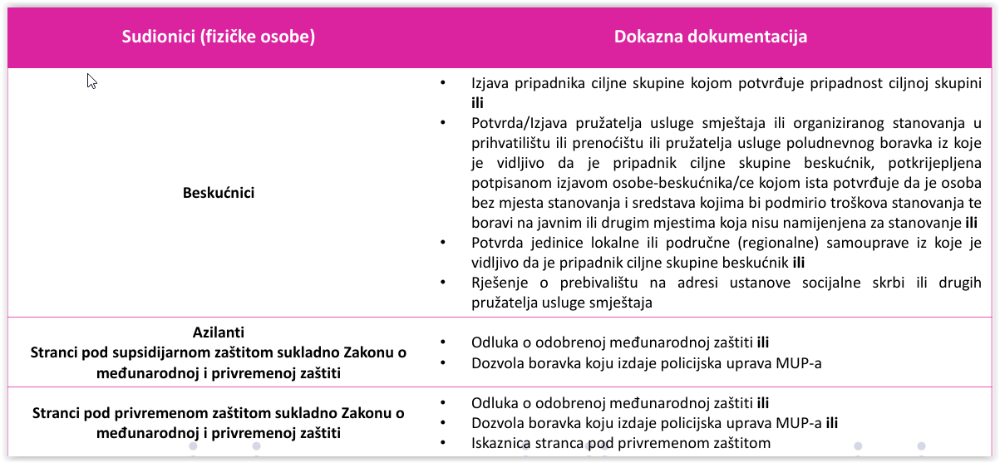 Sudionici (fizičke osobe)
Dokazna dokumentacija
Beskućnici
• Izjava pripadnika ciljne skupine kojom potvrđuje pripadnost ciljnoj skupini
ili
• Potvrda/Izjava pružatelja usluge smještaja ili organiziranog stanovanja u
prihvatilištu ili prenoćištu ili pružatelja usluge poludnevnog boravka iz koje
je vidljivo da je pripadnik ciljne skupine beskućnik, potkrijepljena
potpisanom izjavom osobe-beskućnika/ce kojom ista potvrđuje da je osoba
bez mjesta stanovanja i sredstava kojima bi podmirio troškova stanovanja te
boravi na javnim ili drugim mjestima koja nisu namijenjena za stanovanje ili
• Potvrda jedinice lokalne ili područne (regionalne) samouprave iz koje je
vidljivo da je pripadnik ciljne skupine beskućnik ili
• Rješenje o prebivalištu na adresi ustanove socijalne skrbi ili drugih
pružatelja usluge smještaja
Azilanti
Stranci pod supsidijarnom zaštitom sukladno Zakonu o
međunarodnoj i privremenoj zaštiti
• Odluka o odobrenoj međunarodnoj zaštiti ili
• Dozvola boravka koju izdaje policijska uprava MUP-a
Stranci pod privremenom zaštitom sukladno Zakonu o
međunarodnoj i privremenoj zaštiti
• Odluka o odobrenoj međunarodnoj zaštiti ili
• Dozvola boravka koju izdaje policijska uprava MUP-a ili
• Iskaznica stranca pod privremenom zaštitom